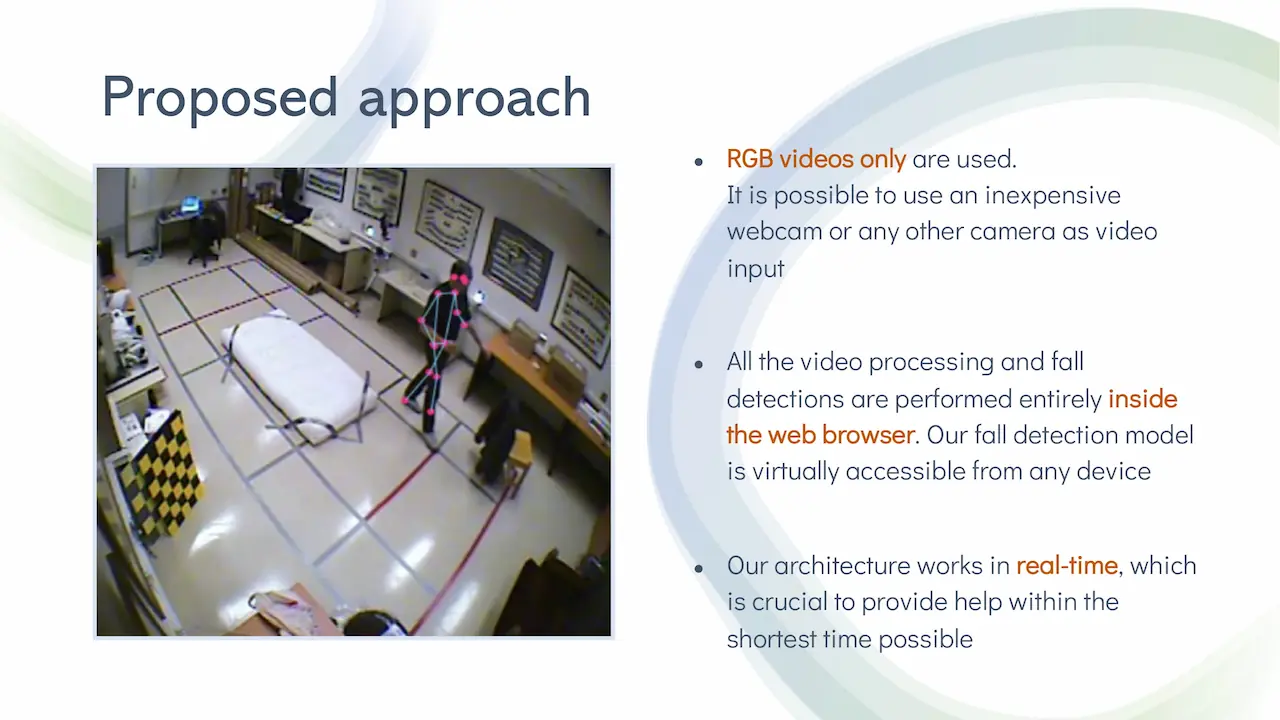 Proposed approach
• RGB videos only are used.
It is possible to use an inexpensive
webcam or any other camera as video
input
• All the video processing and fall
detections are performed entirely inside
the web browser. Our fall detection model
is virtually accessible from any device
• Our architecture works in real-time, which
is crucial to provide help within the
shortest time possible